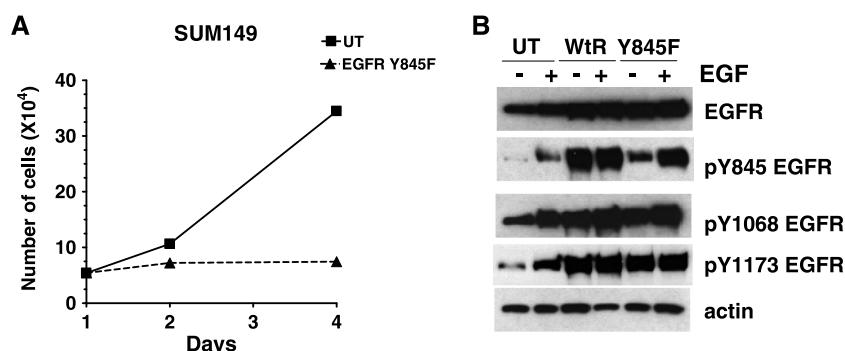 A
SUM149
UT
EGFR Y845F
Number of cells (X10⁴)
40
30
20
10
0
1 2 3 4
Days
B
UT WtR Y845F
- + - + - + EGF
EGFR
pY845 EGFR
pY1068 EGFR
pY1173 EGFR
actin